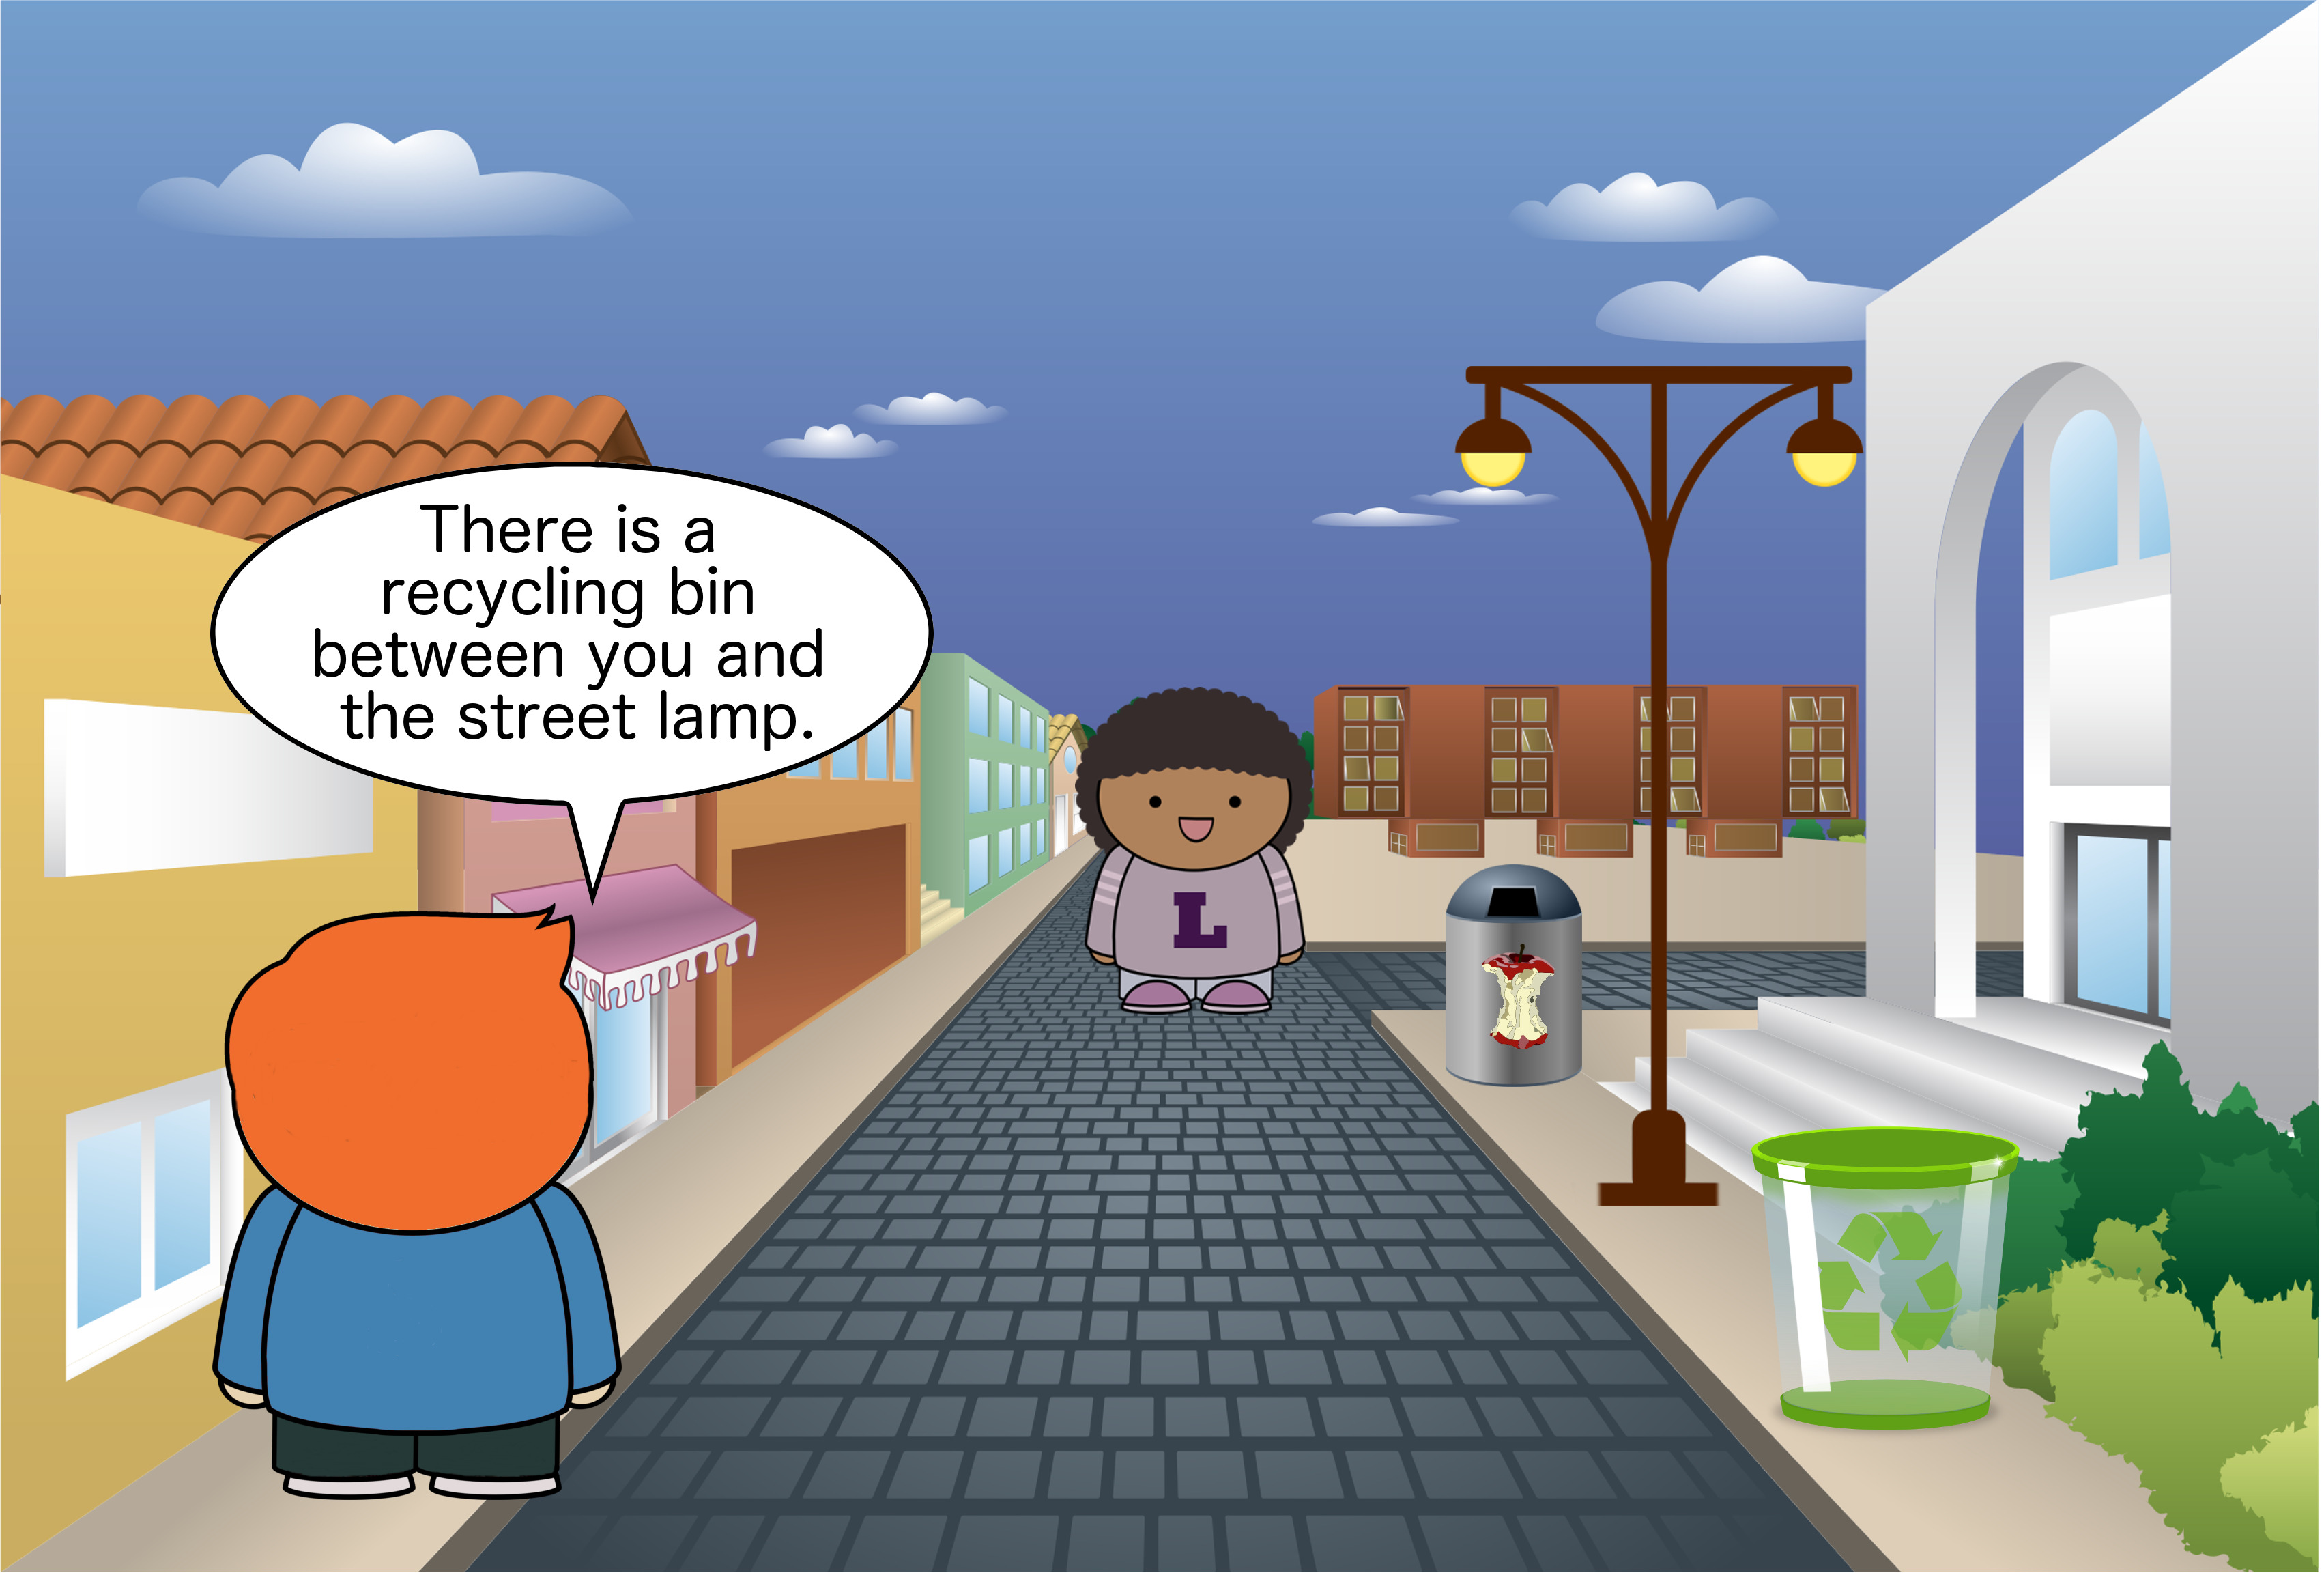 There is a
recycling bin
between you and
the street lamp.
L